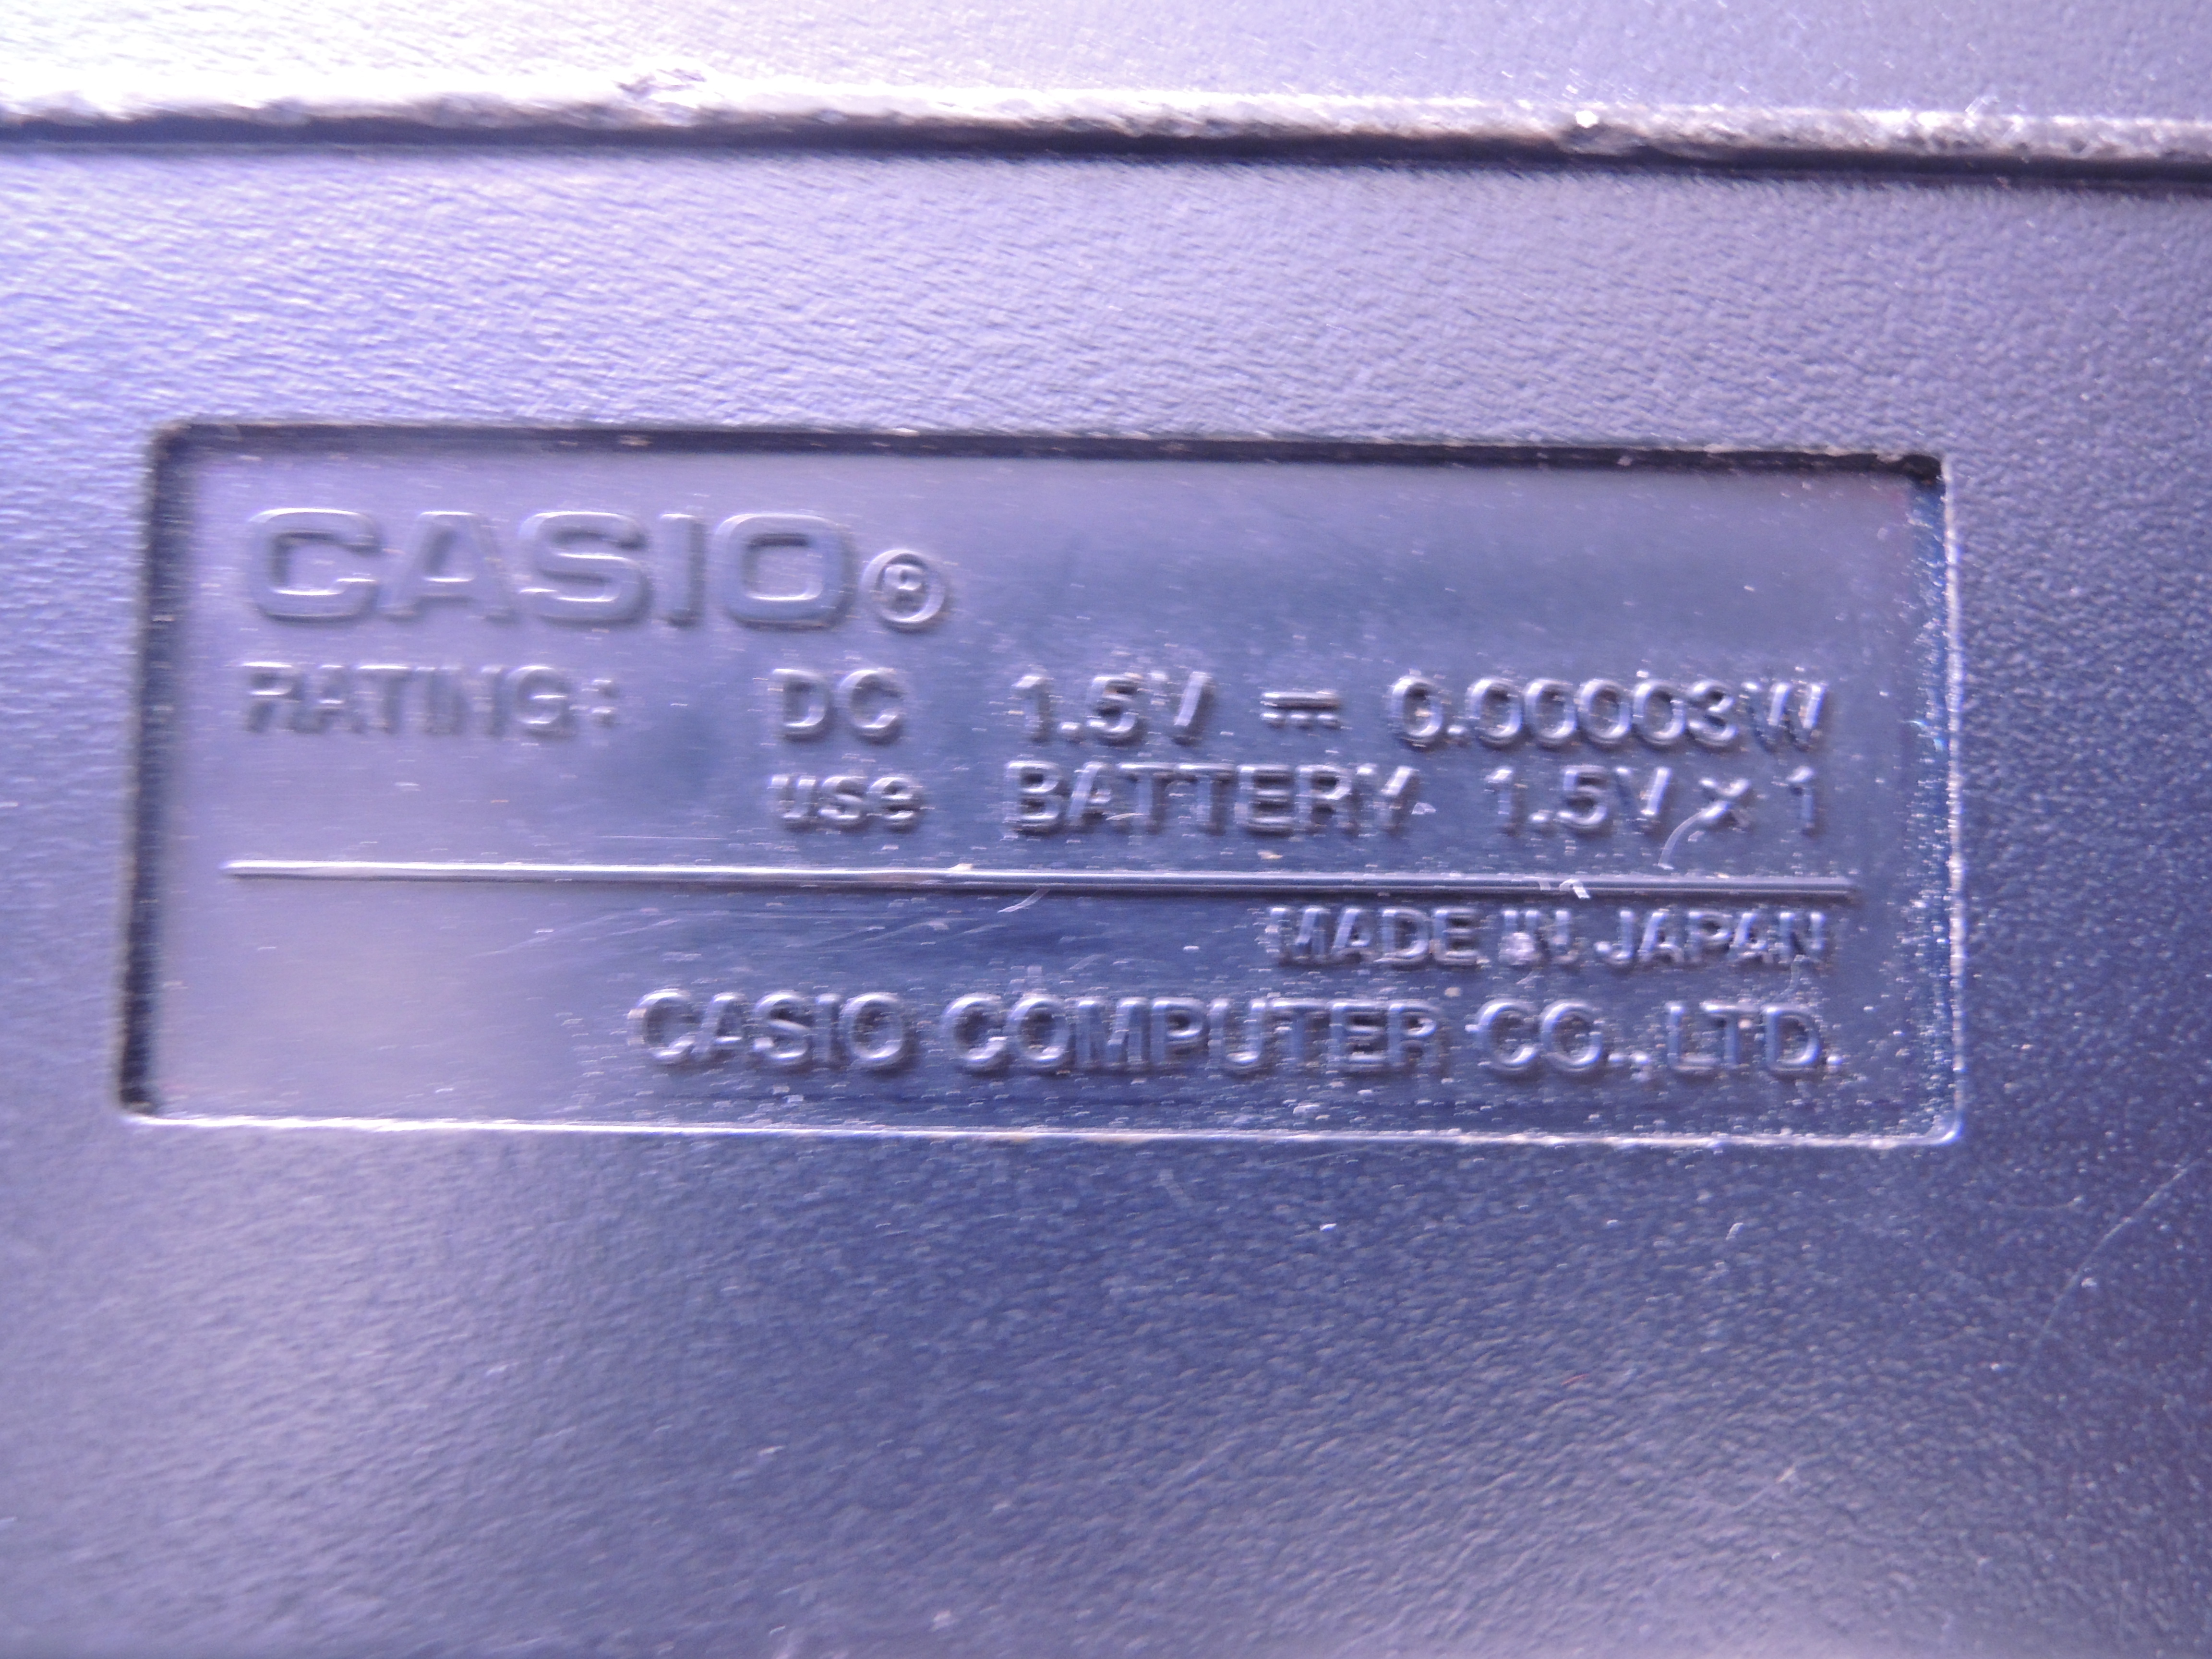 CASIO®
RATING: DC 1.5V ⎓ 0.00003W
use BATTERY 1.5V x 1
MADE IN JAPAN
CASIO COMPUTER CO., LTD.